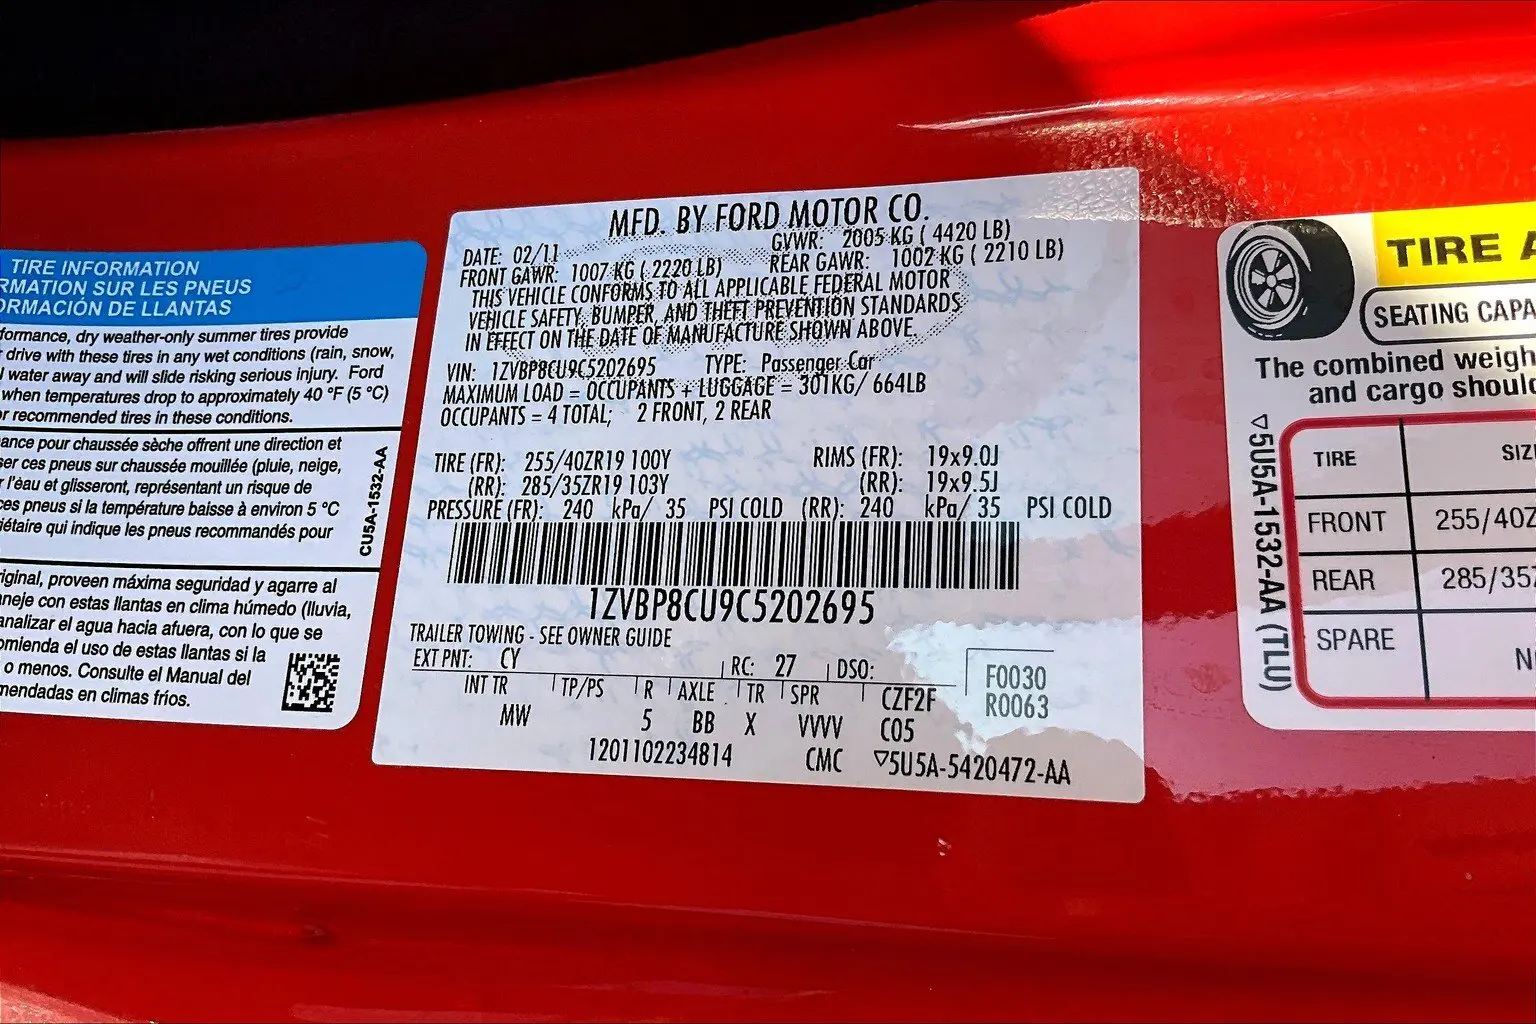 TIRE INFORMATION
RMATION SUR LES PNEUS
ORMACIÓN DE LLANTAS
formance, dry weather-only summer tires provide
drive with these tires in any wet conditions (rain, snow,
water away and will slide risking serious injury. Ford
when temperatures drop to approximately 40 °F (5 °C)
or recommended tires in these conditions.
ance pour chaussée sèche offrent une direction et
ser ces pneus sur chaussée mouillée (pluie, neige,
r l'éau et glisseront, représentant un risque de
ces pneus si la température baisse à environ 5 °C
iétaire qui indique les pneus recommandés pour
CU5A-1532-AA
riginal, proveen máxima seguridad y agarre al
aneje con estas llantas en clima húmedo (lluvia,
analizar el agua hacia afuera, con lo que se
omienda el uso de estas llantas si la
o menos. Consulte el Manual del
mendadas en climas fríos.
MFD. BY FORD MOTOR CO.
DATE: 02/11 GVWR: 2005 KG ( 4420 LB)
FRONT GAWR: 1007 KG ( 2220 LB) REAR GAWR: 1002 KG ( 2210 LB)
THIS VEHICLE CONFORMS TO ALL APPLICABLE FEDERAL MOTOR
VEHICLE SAFETY, BUMPER, AND THEFT PREVENTION STANDARDS
IN EFFECT ON THE DATE OF MANUFACTURE SHOWN ABOVE.
VIN: 1ZVBP8CU9C5202695 TYPE: Passenger Car
MAXIMUM LOAD = OCCUPANTS + LUGGAGE = 301KG/ 664LB
OCCUPANTS = 4 TOTAL; 2 FRONT, 2 REAR
TIRE (FR): 255/40ZR19 100Y RIMS (FR): 19x9.0J
(RR): 285/35ZR19 103Y (RR): 19x9.5J
PRESSURE (FR): 240 kPa/ 35 PSI COLD (RR): 240 kPa/ 35 PSI COLD
1ZVBP8CU9C5202695
TRAILER TOWING - SEE OWNER GUIDE
EXT PNT: CY RC: 27 DSO: F0030
INT TR TP/PS R AXLE TR SPR CZF2F R0063
MW 5 BB X VVVV C05
1201102234814 CMC ▽5U5A-5420472-AA
TIRE A
SEATING CAPA
The combined weigh
and cargo shoul
▽5U5A-1532-AA (TLU)
TIRE SIZ
FRONT 255/40Z
REAR 285/35Z
SPARE N